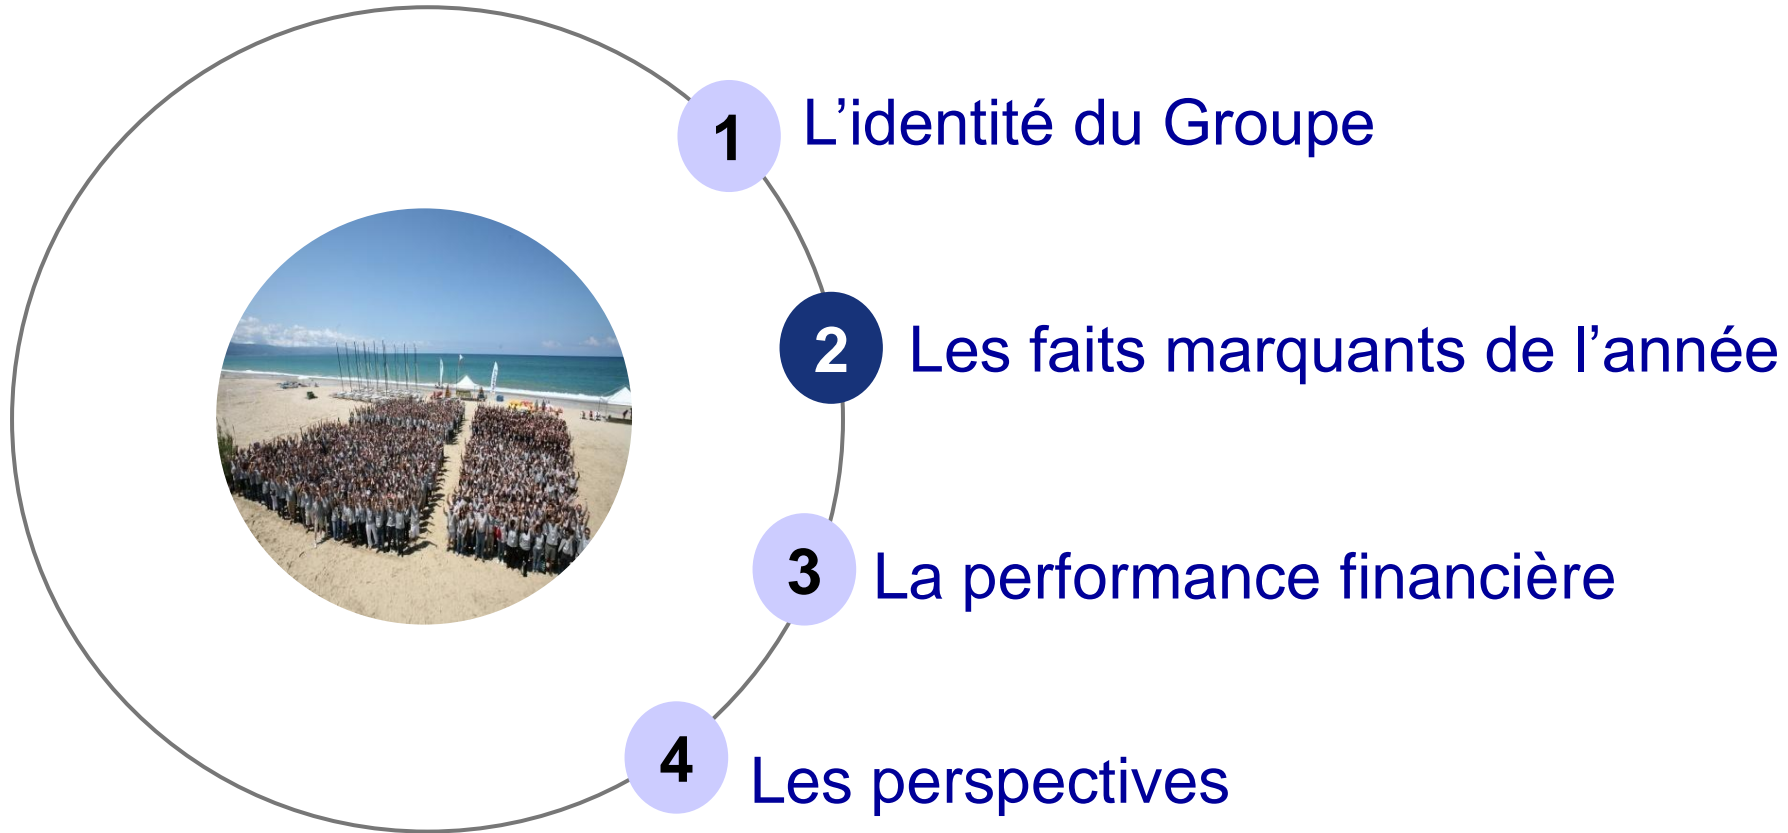 1 L’identité du Groupe
2 Les faits marquants de l’année
3 La performance financière
4 Les perspectives